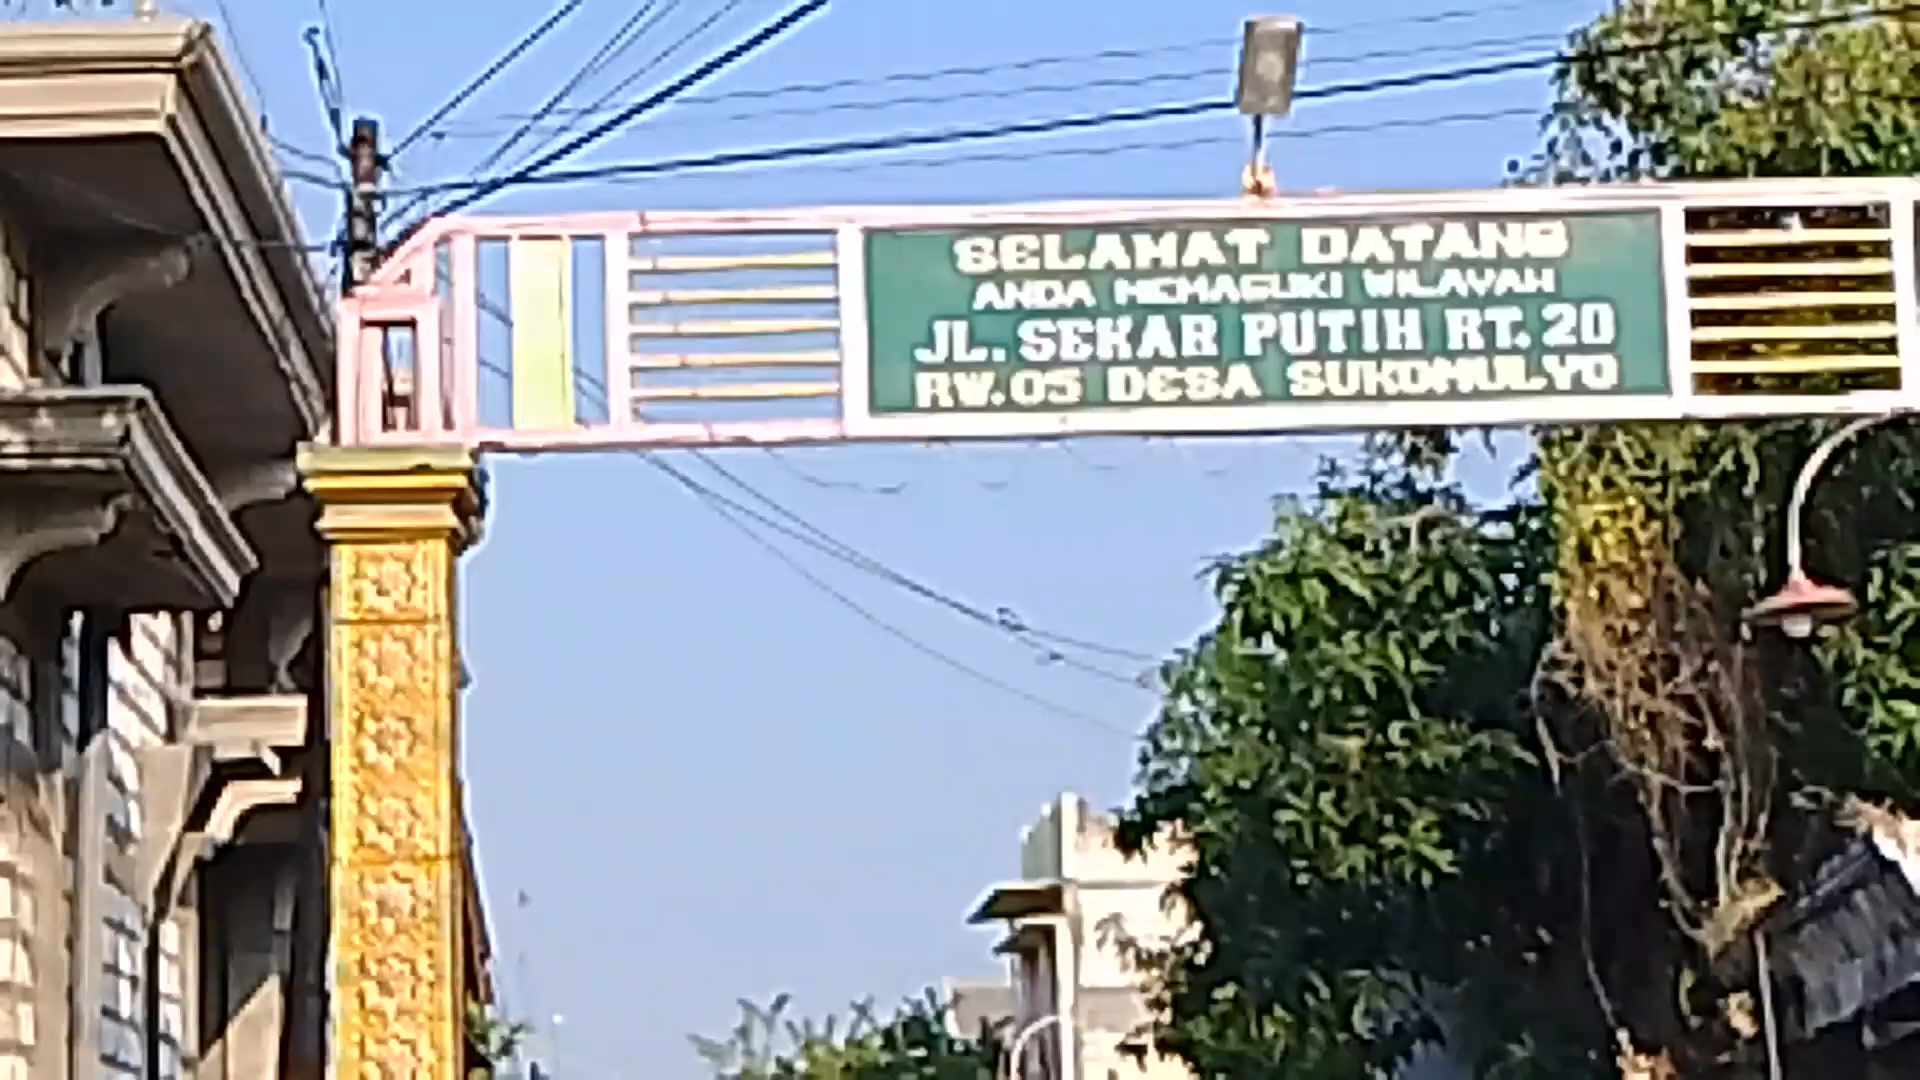 SELAMAT DATANG
ANDA MEMASUKI WILAYAH
JL. SEKAR PUTIH RT. 20
RW. 05 DESA SUKOMULYO